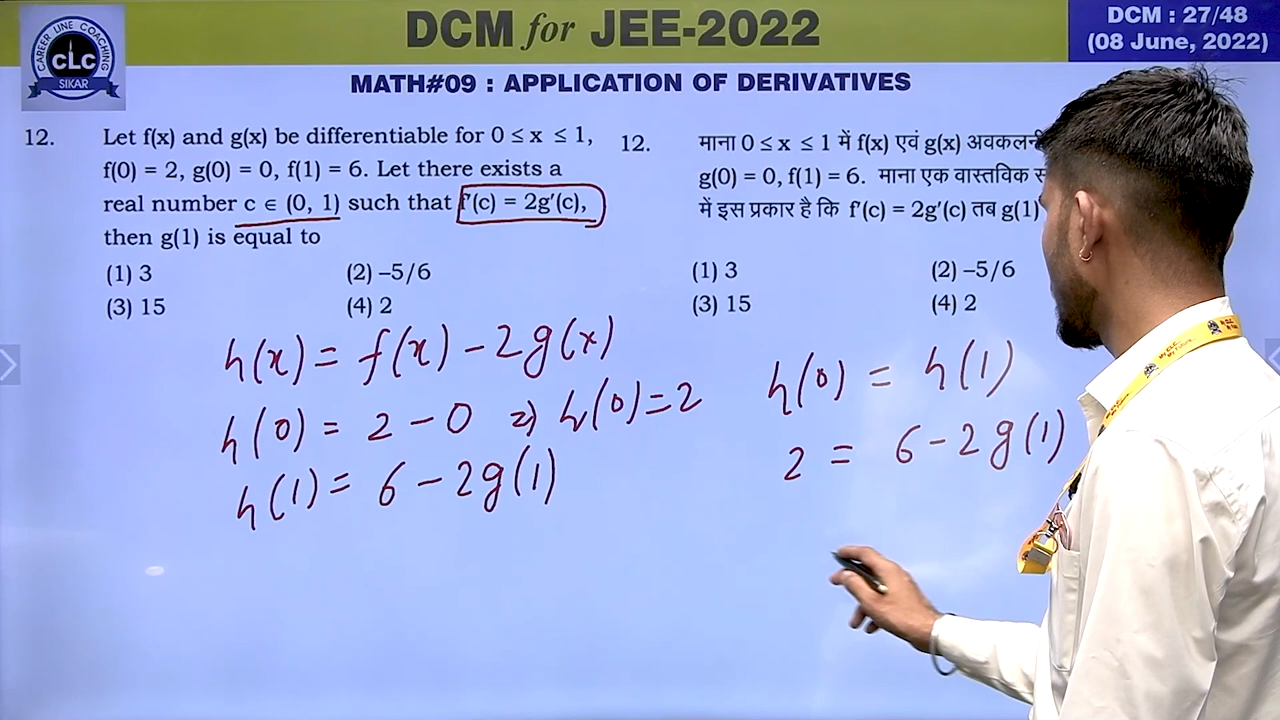 CAREER LINE COACHING
CLC
SIKAR
DCM for JEE-2022
DCM : 27/48
(08 June, 2022)
MATH#09 : APPLICATION OF DERIVATIVES
12. Let f(x) and g(x) be differentiable for 0 ≤ x ≤ 1,
f(0) = 2, g(0) = 0, f(1) = 6. Let there exists a
real number c ∈ (0, 1) such that f′(c) = 2g′(c),
then g(1) is equal to
(1) 3 (2) –5/6
(3) 15 (4) 2
12. माना 0 ≤ x ≤ 1 में f(x) एवं g(x)
g(0) = 0, f(1) = 6. माना एक वास्तविक
में इस प्रकार है कि f′(c) = 2g′(c) तब g(1)
(1) 3 (2) –5/6
(3) 15 (4) 2
h(x) = f(x) – 2g(x)
h(0) = 2 – 0 ⇒ h(0) = 2
h(1) = 6 – 2g(1)
h(0) = h(1)
2 = 6 – 2g(1)